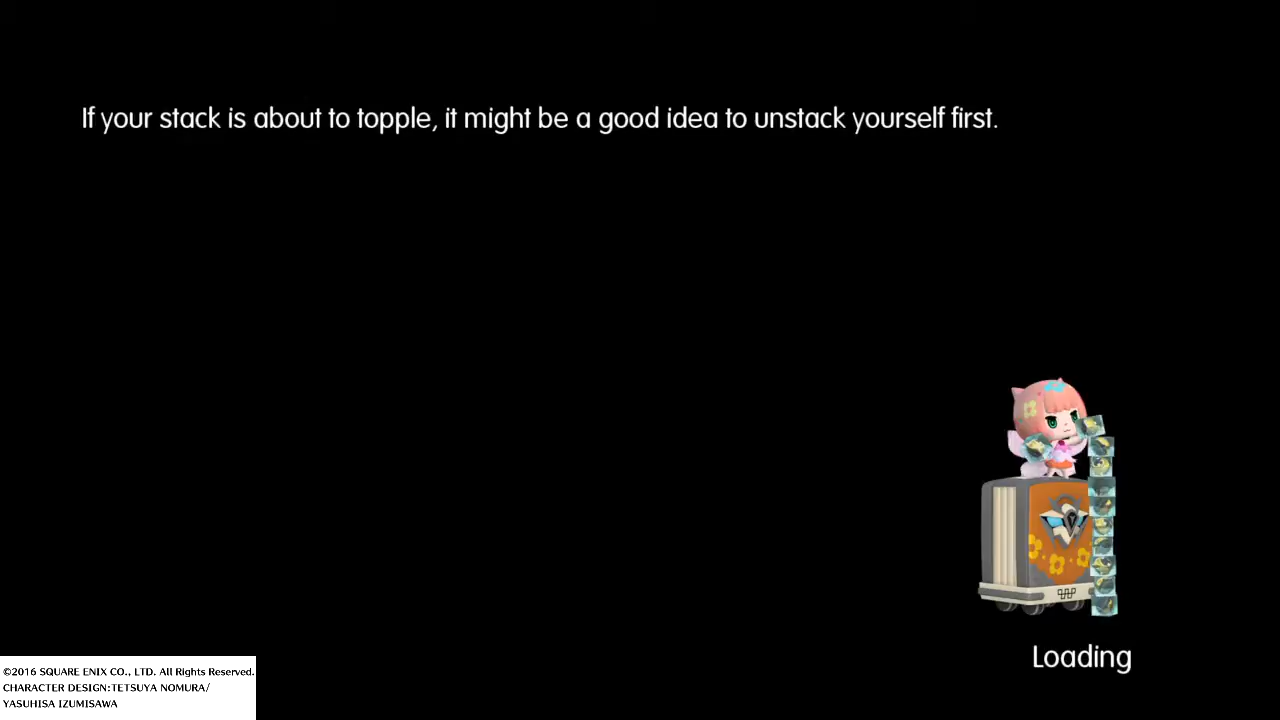 If your stack is about to topple, it might be a good idea to unstack yourself first.
Loading
©2016 SQUARE ENIX CO., LTD. All Rights Reserved.
CHARACTER DESIGN:TETSUYA NOMURA/
YASUHISA IZUMISAWA